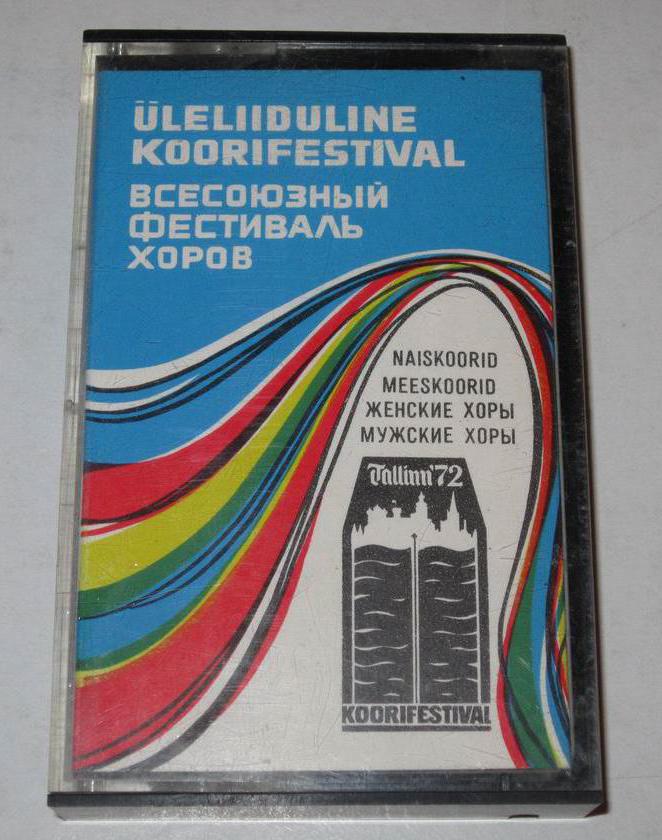 ÜLELIIDULINE
KOORIFESTIVAL
ВСЕСОЮЗНЫЙ
ФЕСТИВАЛЬ
ХОРОВ
NAISKOORID
MEESKOORID
ЖЕНСКИЕ ХОРЫ
МУЖСКИЕ ХОРЫ
Tallinn'72
KOORIFESTIVAL